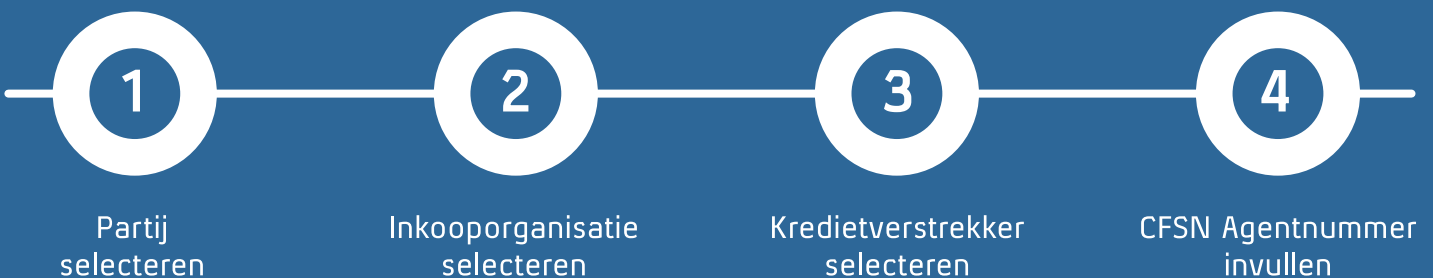 1
2
3
4
Partij
selecteren
Inkooporganisatie
selecteren
Kredietverstrekker
selecteren
CFSN Agentnummer
invullen